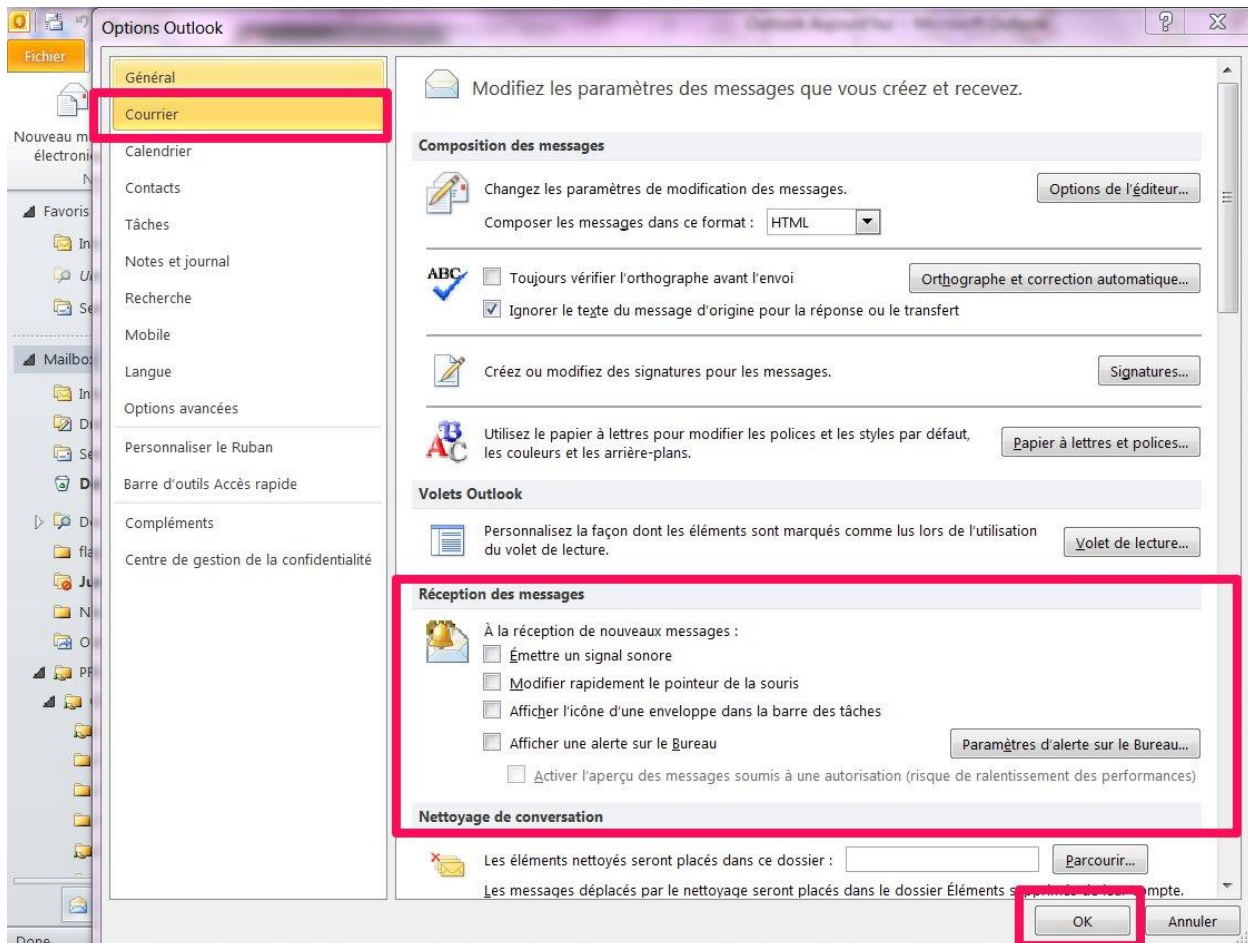 Options Outlook
Fichier
Nouveau m
électroni
N
Favoris
In
Se
Mailbo
In
Se
fla
N
O
Done
Général
Courrier
Calendrier
Contacts
Tâches
Notes et journal
Recherche
Mobile
Langue
Options avancées
Personnaliser le Ruban
Barre d'outils Accès rapide
Compléments
Centre de gestion de la confidentialité
Modifiez les paramètres des messages que vous créez et recevez.
Composition des messages
Changez les paramètres de modification des messages.
Options de l'éditeur...
Composer les messages dans ce format : HTML
ABC
Toujours vérifier l'orthographe avant l'envoi
Orthographe et correction automatique...
Ignorer le texte du message d'origine pour la réponse ou le transfert
Créez ou modifiez des signatures pour les messages.
Signatures...
Utilisez le papier à lettres pour modifier les polices et les styles par défaut,
les couleurs et les arrière-plans.
Papier à lettres et polices...
Volets Outlook
Personnalisez la façon dont les éléments sont marqués comme lus lors de l'utilisation
du volet de lecture.
Volet de lecture...
Réception des messages
À la réception de nouveaux messages :
Émettre un signal sonore
Modifier rapidement le pointeur de la souris
Afficher l'icône d'une enveloppe dans la barre des tâches
Afficher une alerte sur le Bureau
Paramètres d'alerte sur le Bureau...
Activer l'aperçu des messages soumis à une autorisation (risque de ralentissement des performances)
Nettoyage de conversation
Les éléments nettoyés seront placés dans ce dossier :
Parcourir...
Les messages déplacés par le nettoyage seront placés dans le dossier Éléments
OK
Annuler